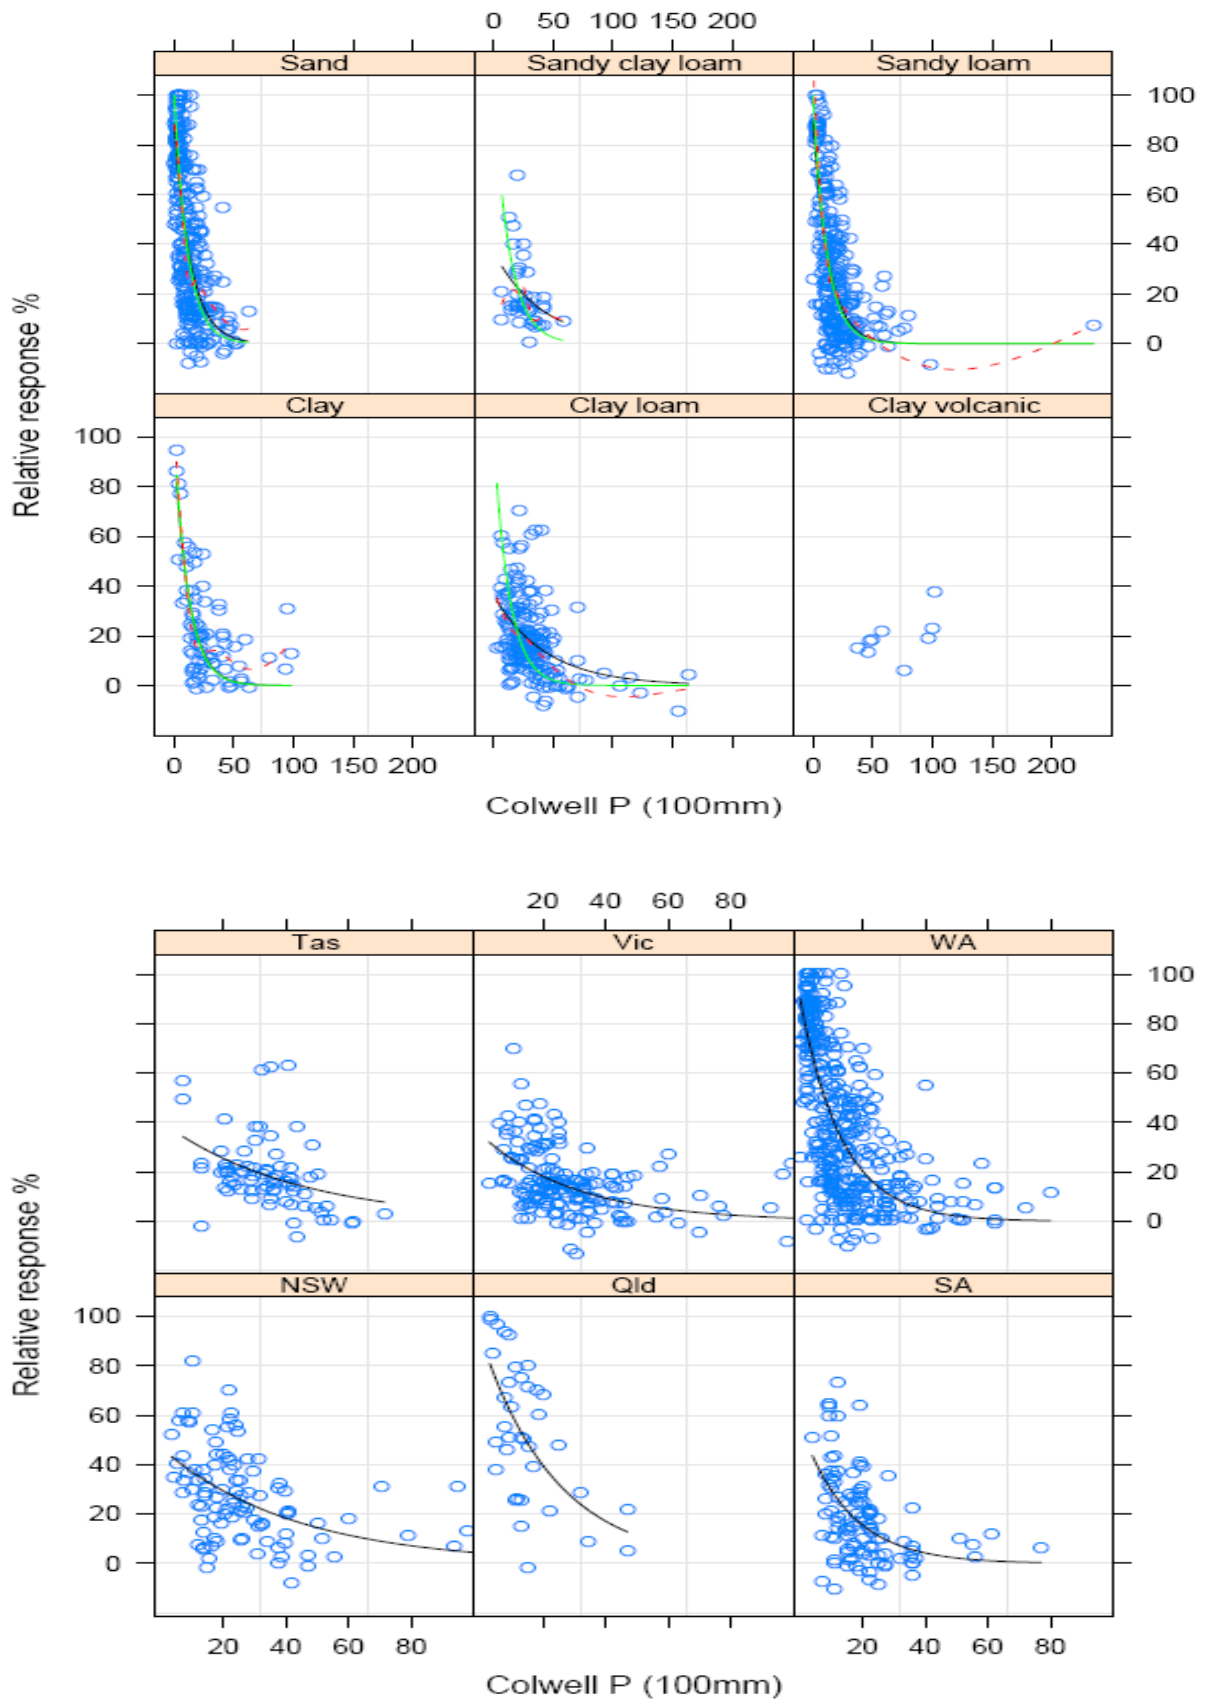 0 50 100 150 200
Sand Sandy clay loam Sandy loam
100
80
60
40
20
0
Clay Clay loam Clay volcanic
100
80
60
40
20
0
Relative response %
0 50 100 150 200 0 50 100 150 200
Colwell P (100mm)
20 40 60 80
Tas Vic WA
100
80
60
40
20
0
NSW Qld SA
100
80
60
40
20
0
Relative response %
20 40 60 80 20 40 60 80
Colwell P (100mm)